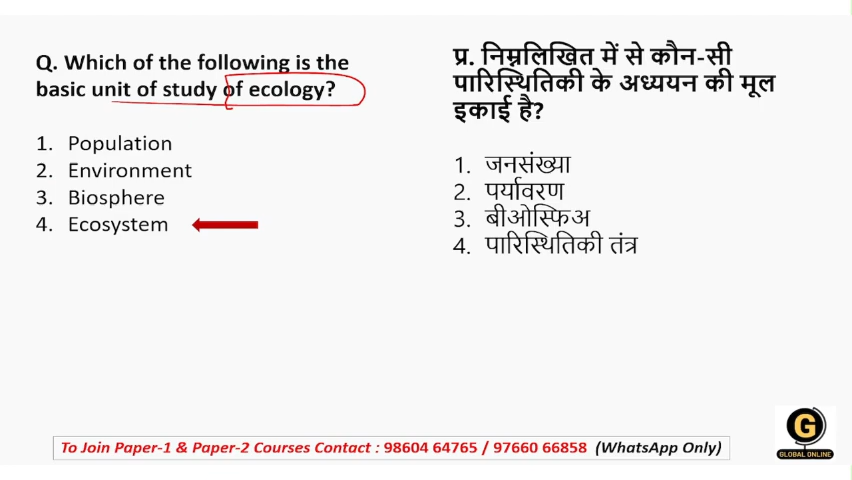 Q. Which of the following is the
basic unit of study of ecology?
1. Population
2. Environment
3. Biosphere
4. Ecosystem
प्र. निम्नलिखित में से कौन-सी
पारिस्थितिकी के अध्ययन की मूल
इकाई है?
1. जनसंख्या
2. पर्यावरण
3. बीओस्फिअ
4. पारिस्थितिकी तंत्र
To Join Paper-1 & Paper-2 Courses Contact : 98604 64765 / 97660 66858 (WhatsApp Only)
G
GLOBAL ONLINE